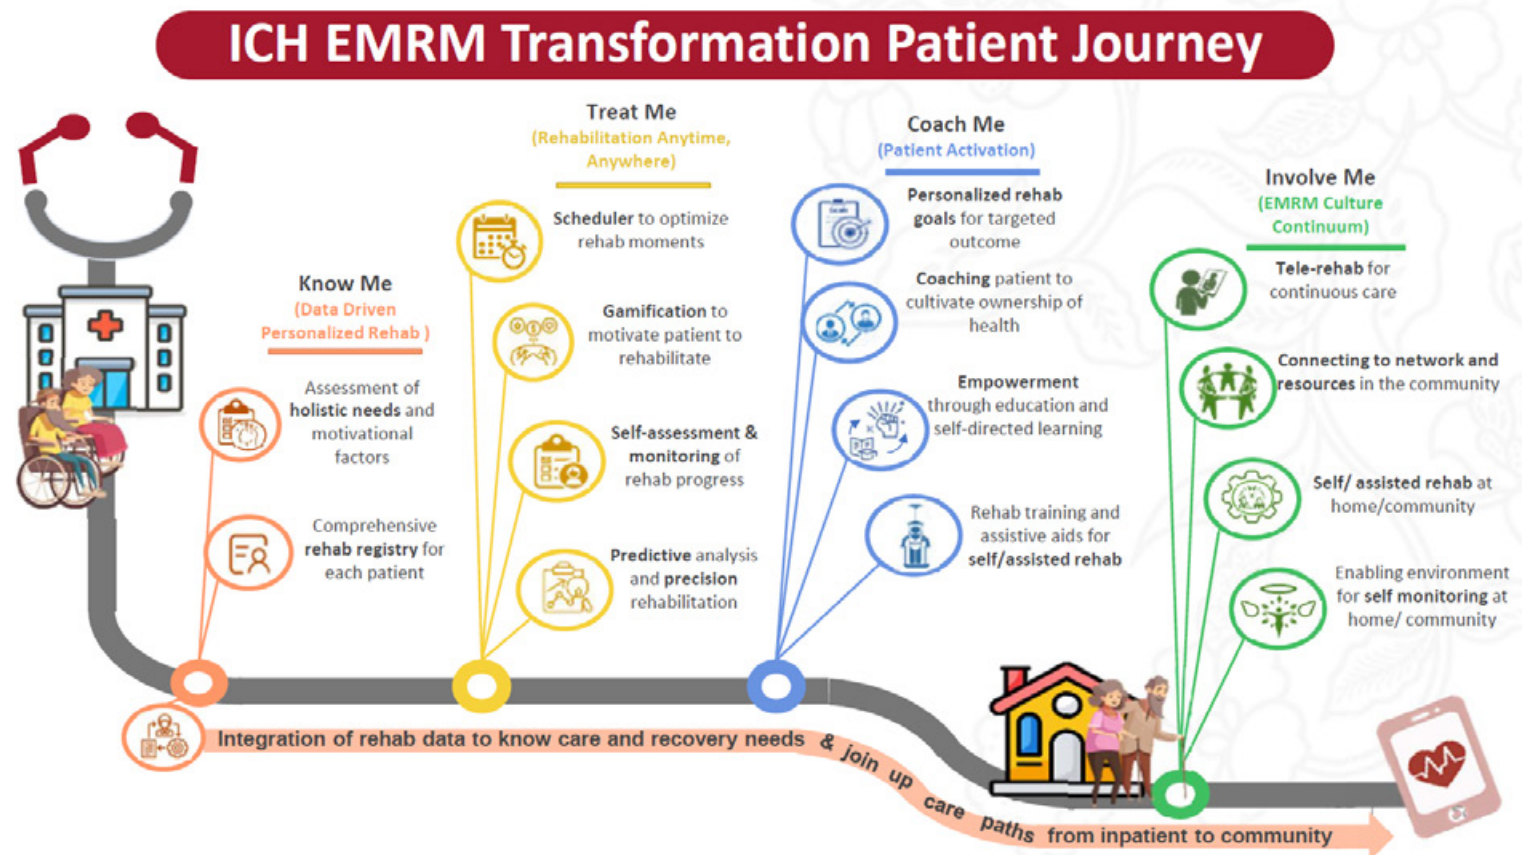 ICH EMRM Transformation Patient Journey
Know Me
(Data Driven
Personalized Rehab )
Assessment of
holistic needs and
motivational
factors
Comprehensive
rehab registry for
each patient
Treat Me
(Rehabilitation Anytime,
Anywhere)
Scheduler to optimize
rehab moments
Gamification to
motivate patient to
rehabilitate
Self-assessment &
monitoring of
rehab progress
Predictive analysis
and precision
rehabilitation
Coach Me
(Patient Activation)
Personalized rehab
goals for targeted
outcome
Coaching patient to
cultivate ownership of
health
Empowerment
through education and
self-directed learning
Rehab training and
assistive aids for
self/assisted rehab
Involve Me
(EMRM Culture
Continuum)
Tele-rehab for
continuous care
Connecting to network and
resources in the community
Self/ assisted rehab at
home/community
Enabling environment
for self monitoring at
home/ community
Integration of rehab data to know care and recovery needs & join up care paths from inpatient to community